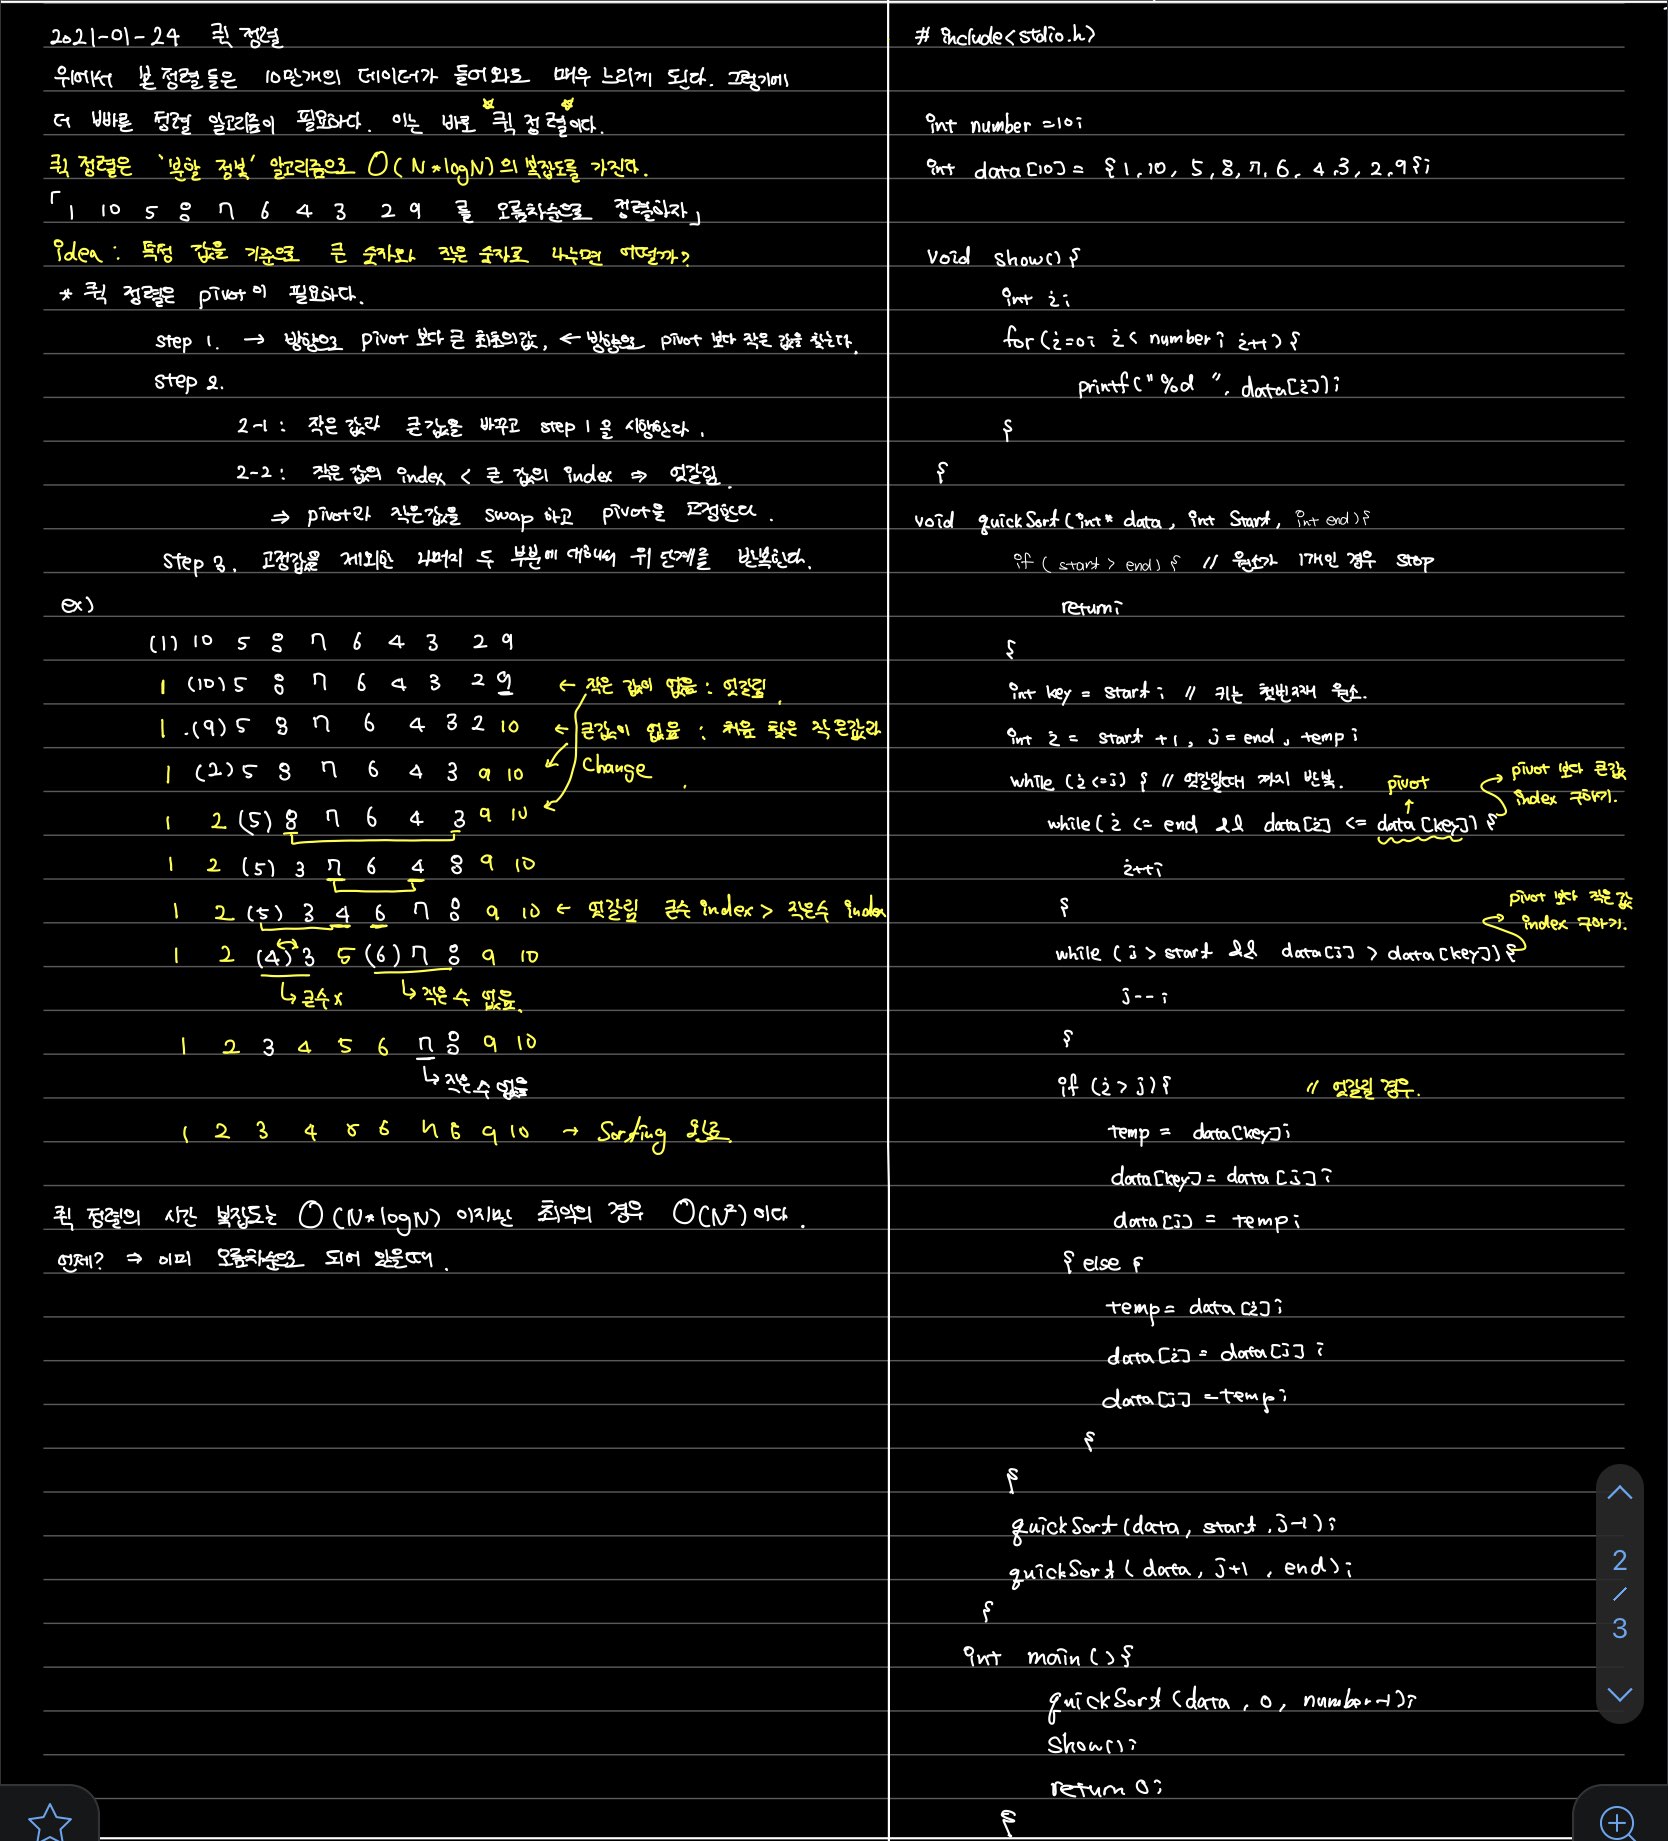 2021-01-24 퀵 정렬
위에서 본 정렬들은 10만개의 데이터가 들어와도 매우 느리게 된다. 그렇기에
더 빠른 정렬 알고리즘이 필요하다. 이는 바로 퀵 정렬이다.
퀵 정렬은 '분할 정복' 알고리즘으로 O(N*logN)의 복잡도를 가진다.
「1 10 5 8 7 6 4 3 2 9 를 오름차순으로 정렬하자」
idea : 특정 값을 기준으로 큰 숫자와 작은 숫자로 나누면 어떨까?
* 퀵 정렬은 pivot이 필요하다.
step 1. → 방향으로 pivot 보다 큰 최초의값, ← 방향으로 pivot 보다 작은 값을 찾는다.
step 2.
2-1 : 작은 값과 큰 값을 바꾸고 step 1을 시행한다.
2-2 : 작은 값의 index < 큰 값의 index ⇒ 엇갈림.
⇒ pivot과 작은값을 swap 하고 pivot을 고정한다.
step 3. 고정값을 제외한 나머지 두 부분에 대해서 위 단계를 반복한다.
ex)
(1) 10 5 8 7 6 4 3 2 9
1 (10) 5 8 7 6 4 3 2 9 ← 작은 값이 없음 : 엇갈림.
1 (9) 5 8 7 6 4 3 2 10 ← 큰값이 없음 : 처음 찾은 작은값과
1 (2) 5 8 7 6 4 3 9 10 Change
1 2 (5) 8 7 6 4 3 9 10
1 2 (5) 3 7 6 4 8 9 10
1 2 (5) 3 4 6 7 8 9 10 ← 엇갈림 큰수 index > 작은수 index
1 2 (4) 3 5 (6) 7 8 9 10
↳ 큰수 x ↳ 작은 수 없음.
1 2 3 4 5 6 7 8 9 10
↳ 작은 수 없음
1 2 3 4 5 6 7 8 9 10 → Sorting 완료
퀵 정렬의 시간 복잡도는 O(N*logN) 이지만 최악의 경우 O(N²)이다.
언제? ⇒ 이미 오름차순으로 되어 있을때.
# include<stdio.h>
int number =10;
int data[10] = {1, 10, 5, 8, 7, 6, 4, 3, 2, 9};
void show() {
int i;
for(i=0; i< number; i++) {
printf("%d ", data[i]);
}
}
void quickSort(int* data, int Start, int end){
if( start > end) { // 원소가 1개인 경우 stop
return;
}
int key = start; // 키는 첫번째 원소.
int i = start +1, j = end, temp;
while (i <=j) { // 엇갈릴때 까지 반복.
pivot
pivot 보다 큰값
index 구하기.
while( i <= end && data[i] <= data[key]) {
i++;
}
pivot 보다 작은 값
index 구하기.
while (j > start && data[j] > data[key]){
j--;
}
if (i > j){ // 엇갈릴 경우.
temp = data[key];
data[key] = data[j];
data[j] = temp;
} else {
temp = data[i];
data[i] = data[j];
data[j] = temp;
}
}
quickSort(data, start, j-1);
quickSort( data, j+1, end);
}
int main(){
quickSort(data, 0, number-1);
Show();
return 0;
}
2
/
3